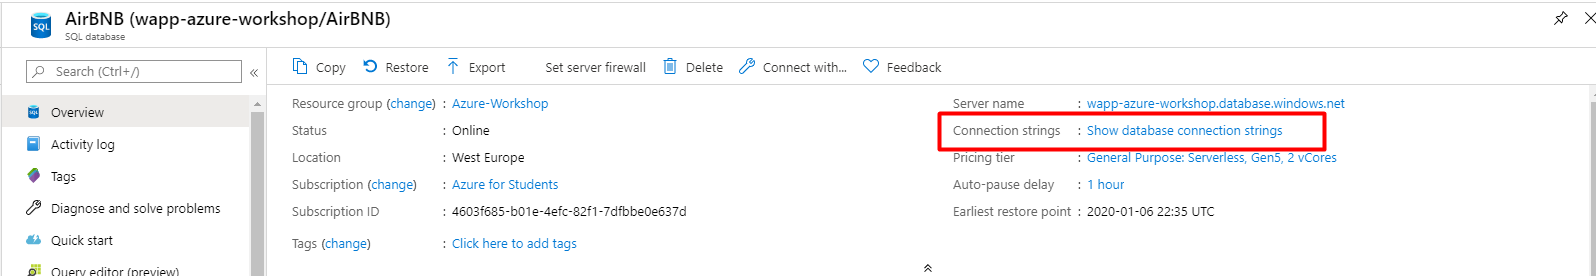 AirBNB (wapp-azure-workshop/AirBNB)
SQL
SQL database
Search (Ctrl+/)
«
Copy Restore Export Set server firewall Delete Connect with... Feedback
Overview
Activity log
Tags
Diagnose and solve problems
Quick start
Query editor (preview)
Resource group (change) : Azure-Workshop
Status : Online
Location : West Europe
Subscription (change) : Azure for Students
Subscription ID : 4603f685-b01e-4efc-82f1-7dfbbe0e637d
Tags (change) : Click here to add tags
Server name : wapp-azure-workshop.database.windows.net
Connection strings : Show database connection strings
Pricing tier : General Purpose: Serverless, Gen5, 2 vCores
Auto-pause delay : 1 hour
Earliest restore point : 2020-01-06 22:35 UTC